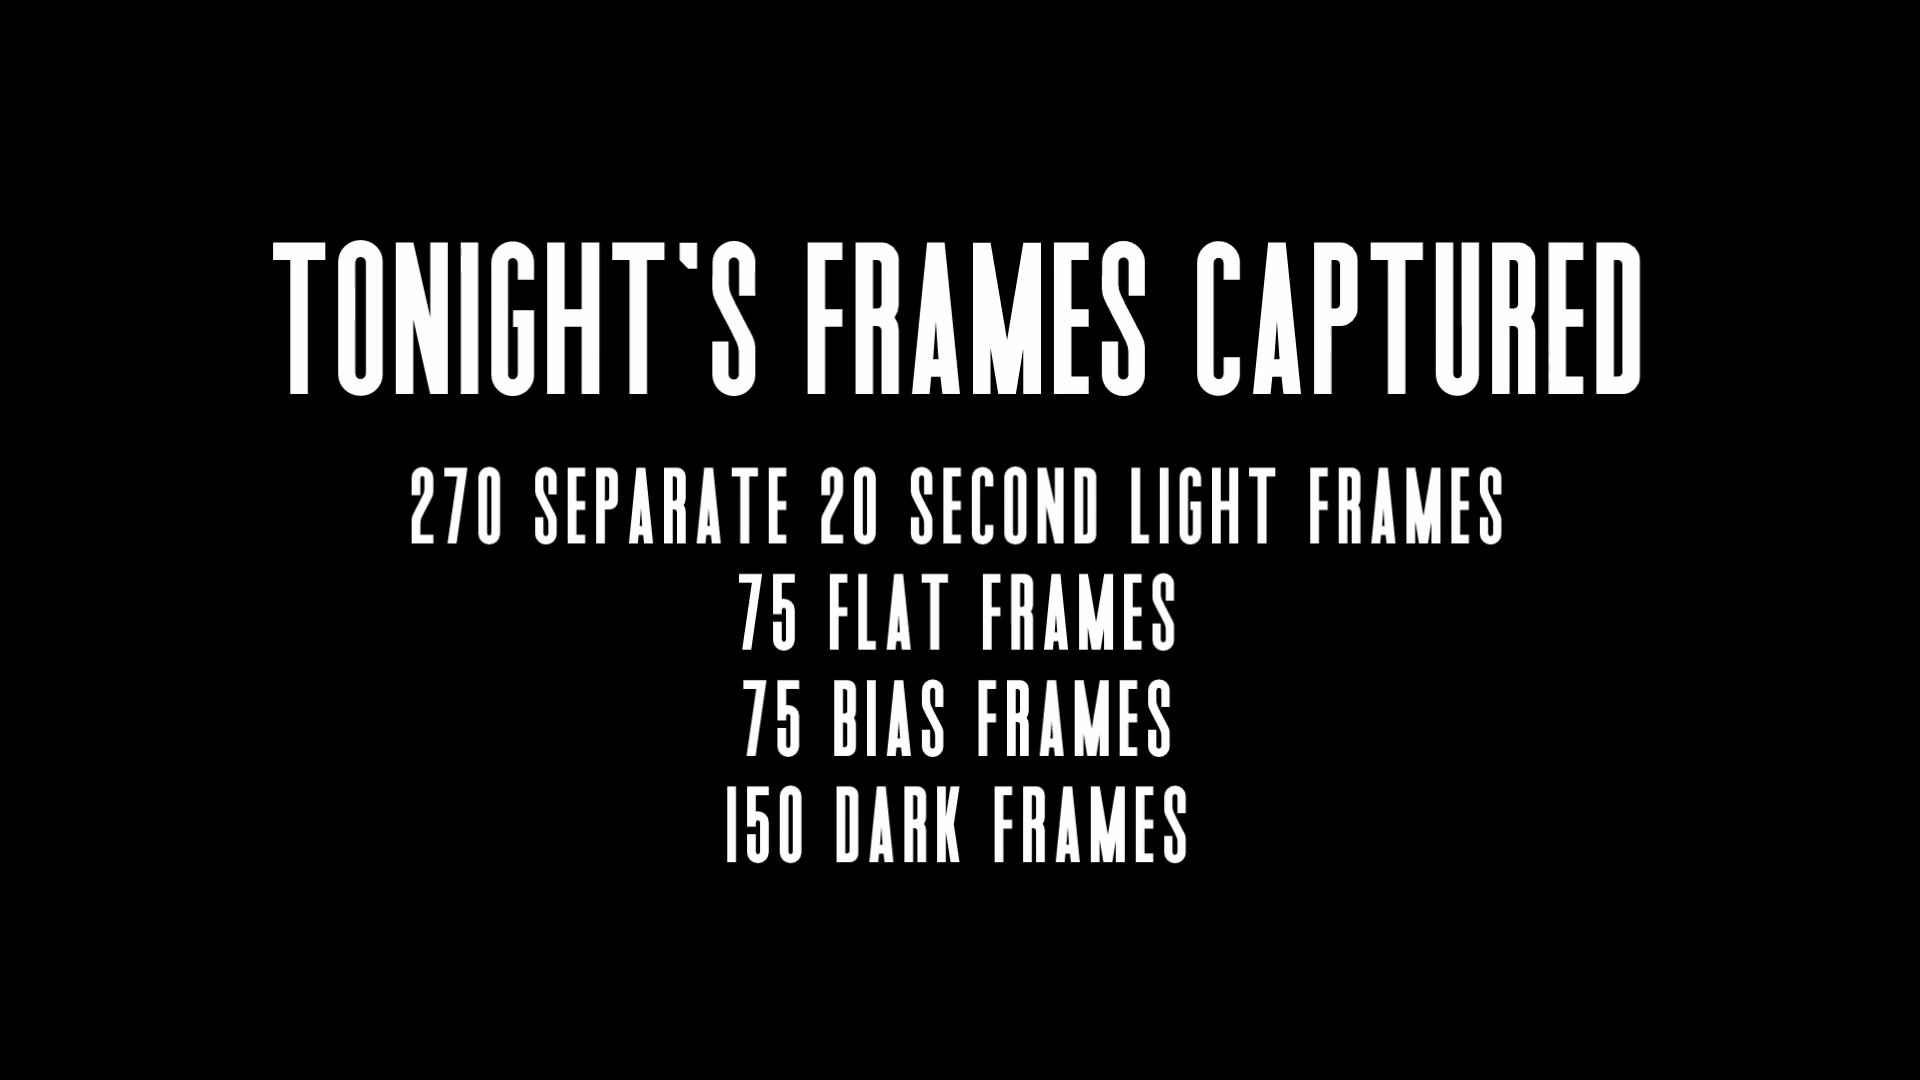 TONIGHT'S FRAMES CAPTURED
270 SEPARATE 20 SECOND LIGHT FRAMES
75 FLAT FRAMES
75 BIAS FRAMES
150 DARK FRAMES